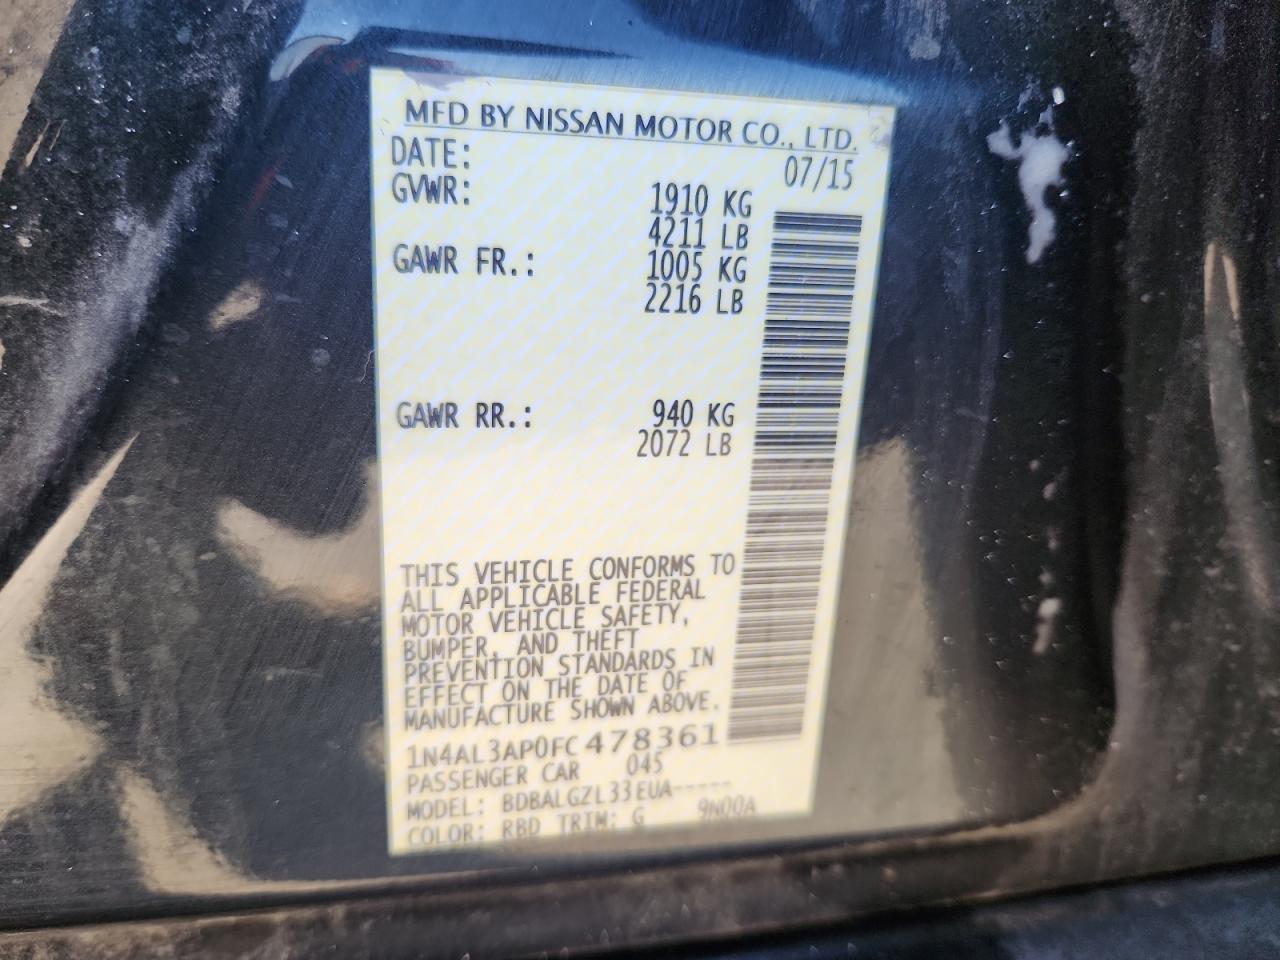 MFD BY NISSAN MOTOR CO., LTD.
DATE: 07/15
GVWR: 1910 KG
4211 LB
GAWR FR.: 1005 KG
2216 LB
GAWR RR.: 940 KG
2072 LB
THIS VEHICLE CONFORMS TO
ALL APPLICABLE FEDERAL
MOTOR VEHICLE SAFETY,
BUMPER, AND THEFT
PREVENTION STANDARDS IN
EFFECT ON THE DATE OF
MANUFACTURE SHOWN ABOVE.
1N4AL3AP0FC478361
PASSENGER CAR 045
MODEL: BDBALGZL33EUA-----
COLOR: RBD TRIM: G 9N00A